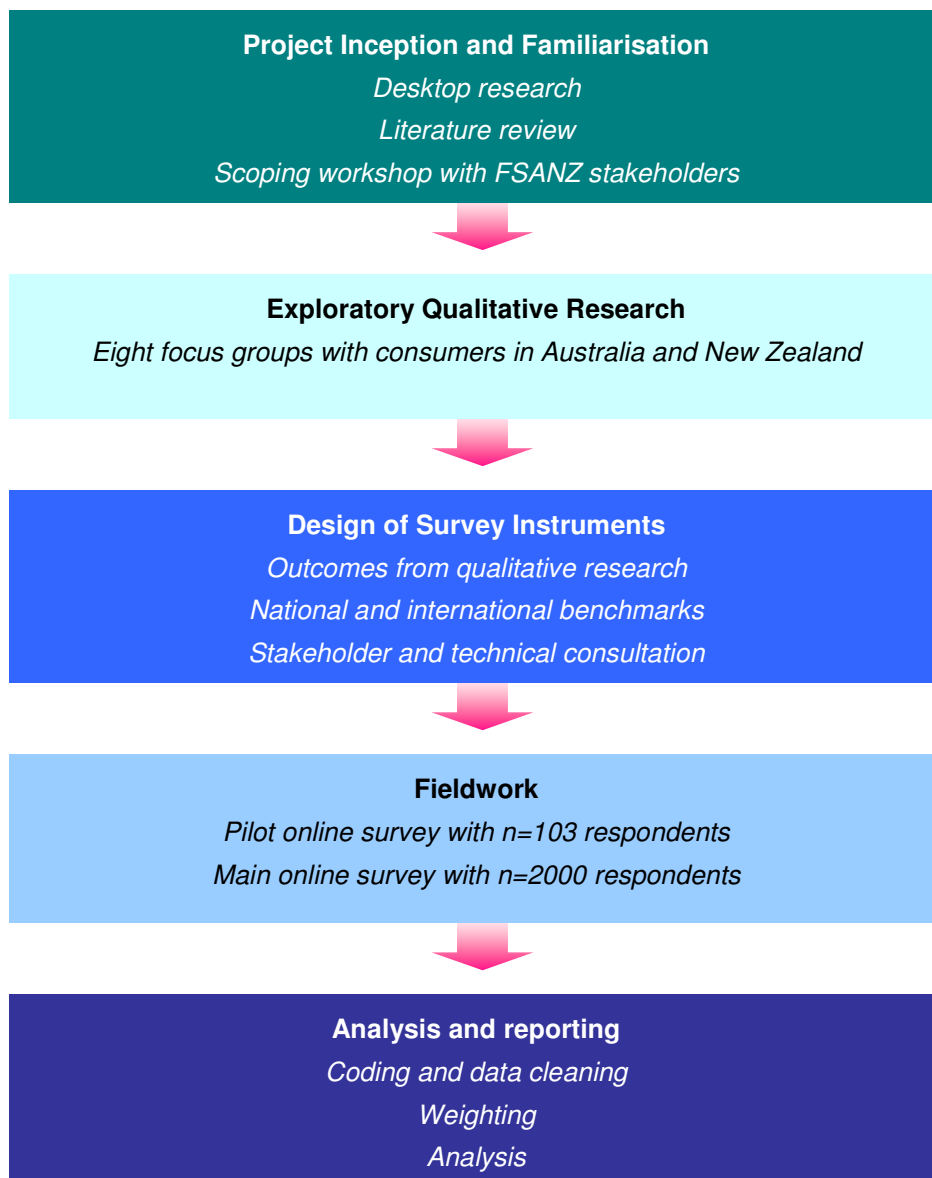 Project Inception and Familiarisation
Desktop research
Literature review
Scoping workshop with FSANZ stakeholders
Exploratory Qualitative Research
Eight focus groups with consumers in Australia and New Zealand
Design of Survey Instruments
Outcomes from qualitative research
National and international benchmarks
Stakeholder and technical consultation
Fieldwork
Pilot online survey with n=103 respondents
Main online survey with n=2000 respondents
Analysis and reporting
Coding and data cleaning
Weighting
Analysis